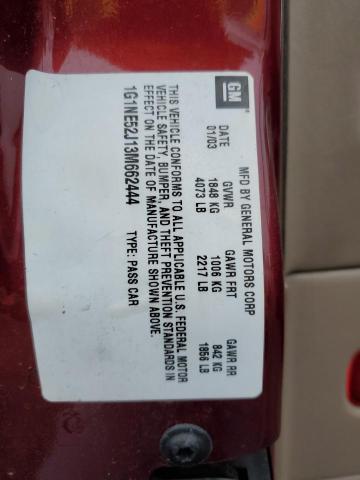 GM
MFD BY GENERAL MOTORS CORP
DATE GVWR GAWR FRT GAWR RR
01/03 1848 KG 1006 KG 842 KG
4073 LB 2217 LB 1856 LB
THIS VEHICLE CONFORMS TO ALL APPLICABLE U.S. FEDERAL MOTOR
VEHICLE SAFETY, BUMPER, AND THEFT PREVENTION STANDARDS IN
EFFECT ON THE DATE OF MANUFACTURE SHOWN ABOVE.
1G1NE52J13M662444 TYPE: PASS CAR